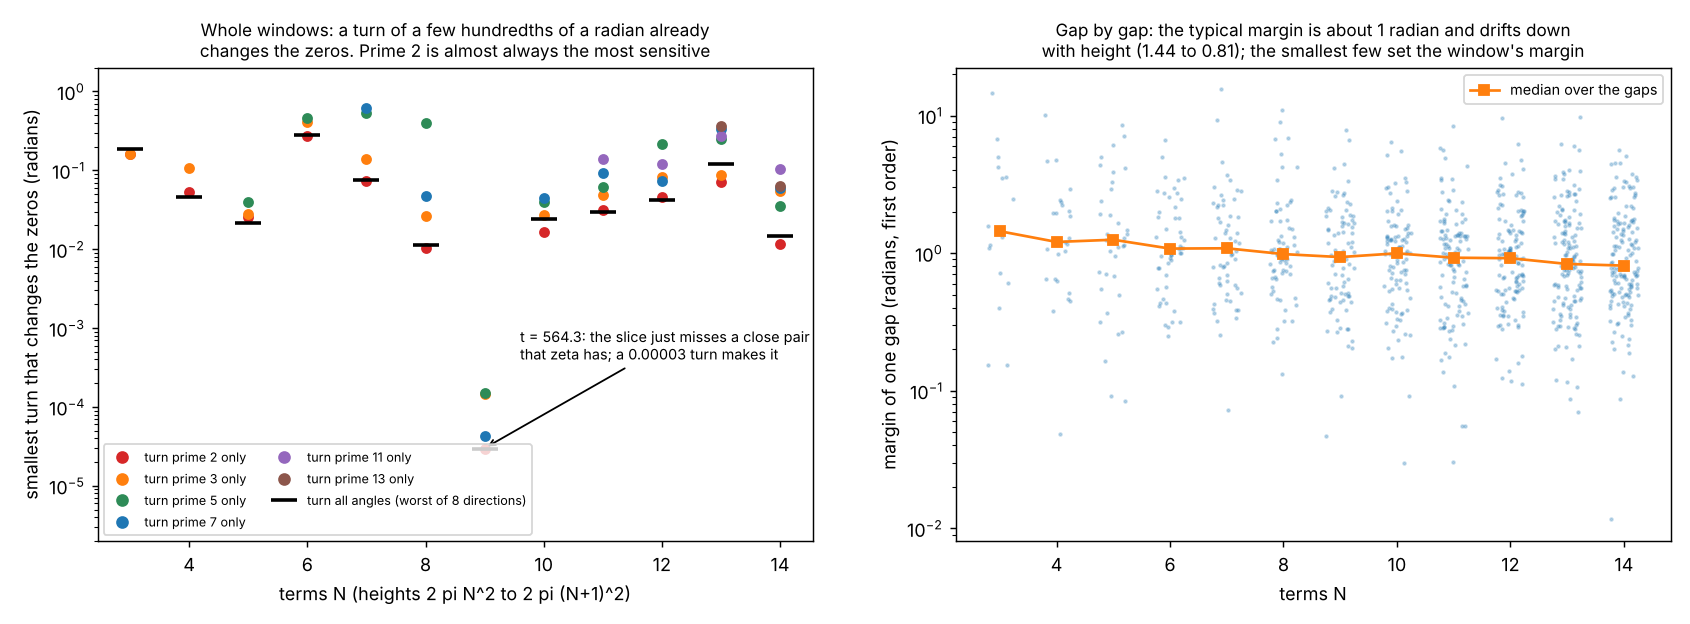 Whole windows: a turn of a few hundredths of a radian already
changes the zeros. Prime 2 is almost always the most sensitive
smallest turn that changes the zeros (radians)
10^0
10^-1
10^-2
10^-3
10^-4
10^-5
t = 564.3: the slice just misses a close pair
that zeta has; a 0.00003 turn makes it
turn prime 2 only
turn prime 3 only
turn prime 5 only
turn prime 7 only
turn prime 11 only
turn prime 13 only
turn all angles (worst of 8 directions)
4 6 8 10 12 14
terms N (heights 2 pi N^2 to 2 pi (N+1)^2)
Gap by gap: the typical margin is about 1 radian and drifts down
with height (1.44 to 0.81); the smallest few set the window's margin
margin of one gap (radians, first order)
10^1
10^0
10^-1
10^-2
median over the gaps
4 6 8 10 12 14
terms N